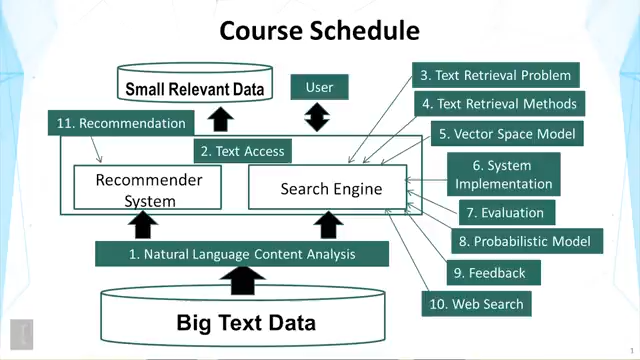 Course Schedule
Small Relevant Data
User
3. Text Retrieval Problem
4. Text Retrieval Methods
11. Recommendation
5. Vector Space Model
2. Text Access
6. System
Implementation
Recommender
System
Search Engine
7. Evaluation
8. Probabilistic Model
1. Natural Language Content Analysis
9. Feedback
10. Web Search
Big Text Data
1